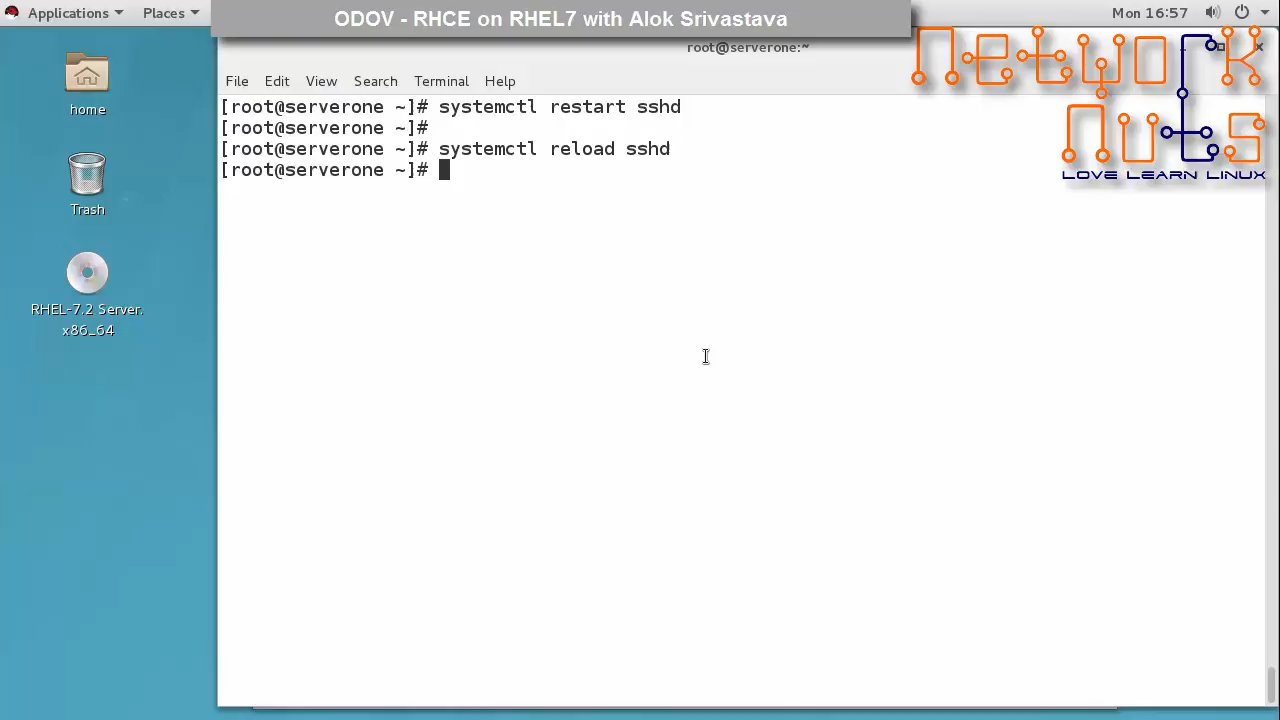 Applications Places Mon 16:57
ODOV - RHCE on RHEL7 with Alok Srivastava
root@serverone:~
File Edit View Search Terminal Help
[root@serverone ~]# systemctl restart sshd
[root@serverone ~]#
[root@serverone ~]# systemctl reload sshd
[root@serverone ~]#
home
Trash
RHEL-7.2 Server.
x86_64
network
nuts
LOVE LEARN LINUX